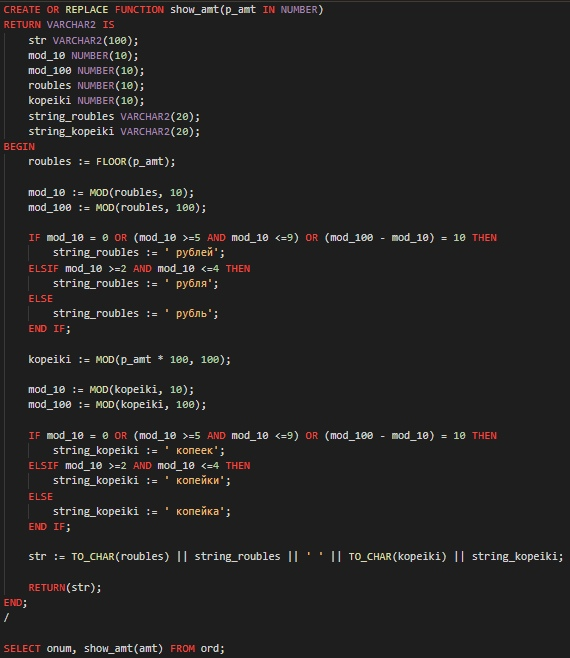 CREATE OR REPLACE FUNCTION show_amt(p_amt IN NUMBER)
RETURN VARCHAR2 IS
    str VARCHAR2(100);
    mod_10 NUMBER(10);
    mod_100 NUMBER(10);
    roubles NUMBER(10);
    kopeiki NUMBER(10);
    string_roubles VARCHAR2(20);
    string_kopeiki VARCHAR2(20);
BEGIN
    roubles := FLOOR(p_amt);

    mod_10 := MOD(roubles, 10);
    mod_100 := MOD(roubles, 100);

    IF mod_10 = 0 OR (mod_10 >=5 AND mod_10 <=9) OR (mod_100 - mod_10) = 10 THEN
        string_roubles := ' рублей';
    ELSIF mod_10 >=2 AND mod_10 <=4 THEN
        string_roubles := ' рубля';
    ELSE
        string_roubles := ' рубль';
    END IF;

    kopeiki := MOD(p_amt * 100, 100);

    mod_10 := MOD(kopeiki, 10);
    mod_100 := MOD(kopeiki, 100);

    IF mod_10 = 0 OR (mod_10 >=5 AND mod_10 <=9) OR (mod_100 - mod_10) = 10 THEN
        string_kopeiki := ' копеек';
    ELSIF mod_10 >=2 AND mod_10 <=4 THEN
        string_kopeiki := ' копейки';
    ELSE
        string_kopeiki := ' копейка';
    END IF;

    str := TO_CHAR(roubles) || string_roubles || ' ' || TO_CHAR(kopeiki) || string_kopeiki;

    RETURN(str);
END;
/

SELECT onum, show_amt(amt) FROM ord;